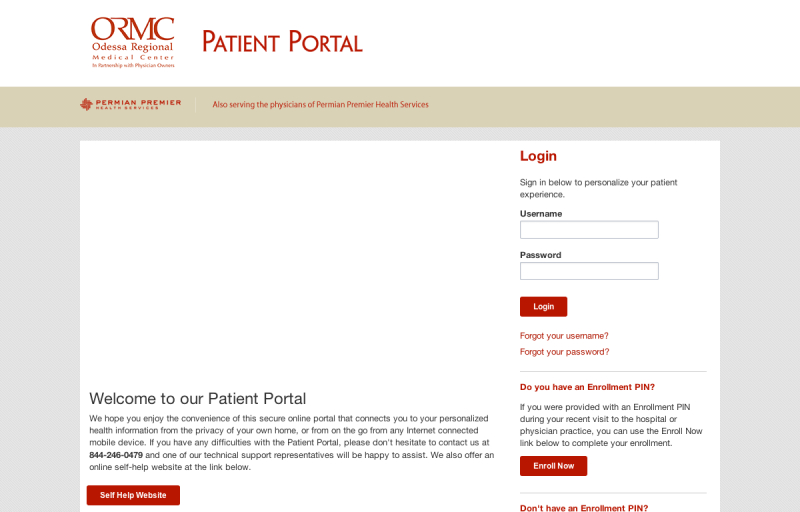 ORMC
Odessa Regional
Medical Center
In Partnership with Physician Owners
PATIENT PORTAL
PERMIAN PREMIER
HEALTH SERVICES
Also serving the physicians of Permian Premier Health Services
Welcome to our Patient Portal
We hope you enjoy the convenience of this secure online portal that connects you to your personalized
health information from the privacy of your own home, or from on the go from any Internet connected
mobile device. If you have any difficulties with the Patient Portal, please don't hesitate to contact us at
844-246-0479 and one of our technical support representatives will be happy to assist. We also offer an
online self-help website at the link below.
Self Help Website
Login
Sign in below to personalize your patient
experience.
Username
Password
Login
Forgot your username?
Forgot your password?
Do you have an Enrollment PIN?
If you were provided with an Enrollment PIN
during your recent visit to the hospital or
physician practice, you can use the Enroll Now
link below to complete your enrollment.
Enroll Now
Don't have an Enrollment PIN?